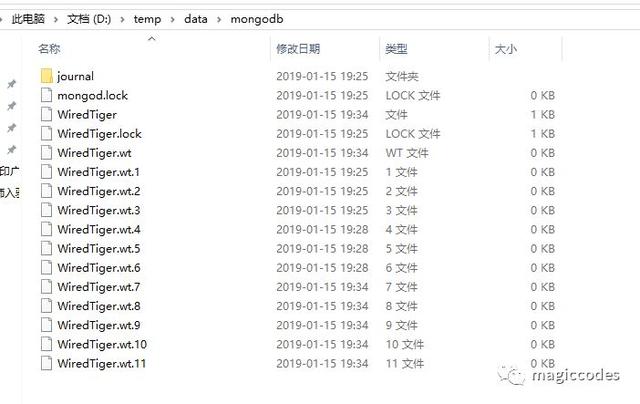 此电脑 › 文档 (D:) › temp › data › mongodb
名称 修改日期 类型 大小
journal 2019-01-15 19:25 文件夹
mongod.lock 2019-01-15 19:25 LOCK 文件 0 KB
WiredTiger 2019-01-15 19:34 文件 1 KB
WiredTiger.lock 2019-01-15 19:25 LOCK 文件 1 KB
WiredTiger.wt 2019-01-15 19:34 WT 文件 0 KB
WiredTiger.wt.1 2019-01-15 19:25 1 文件 0 KB
WiredTiger.wt.2 2019-01-15 19:25 2 文件 0 KB
WiredTiger.wt.3 2019-01-15 19:25 3 文件 0 KB
WiredTiger.wt.4 2019-01-15 19:28 4 文件 0 KB
WiredTiger.wt.5 2019-01-15 19:28 5 文件 0 KB
WiredTiger.wt.6 2019-01-15 19:28 6 文件 0 KB
WiredTiger.wt.7 2019-01-15 19:34 7 文件 0 KB
WiredTiger.wt.8 2019-01-15 19:34 8 文件 0 KB
WiredTiger.wt.9 2019-01-15 19:34 9 文件 0 KB
WiredTiger.wt.10 2019-01-15 19:34 10 文件 0 KB
WiredTiger.wt.11 2019-01-15 19:34 11 文件 0 KB
magiccodes